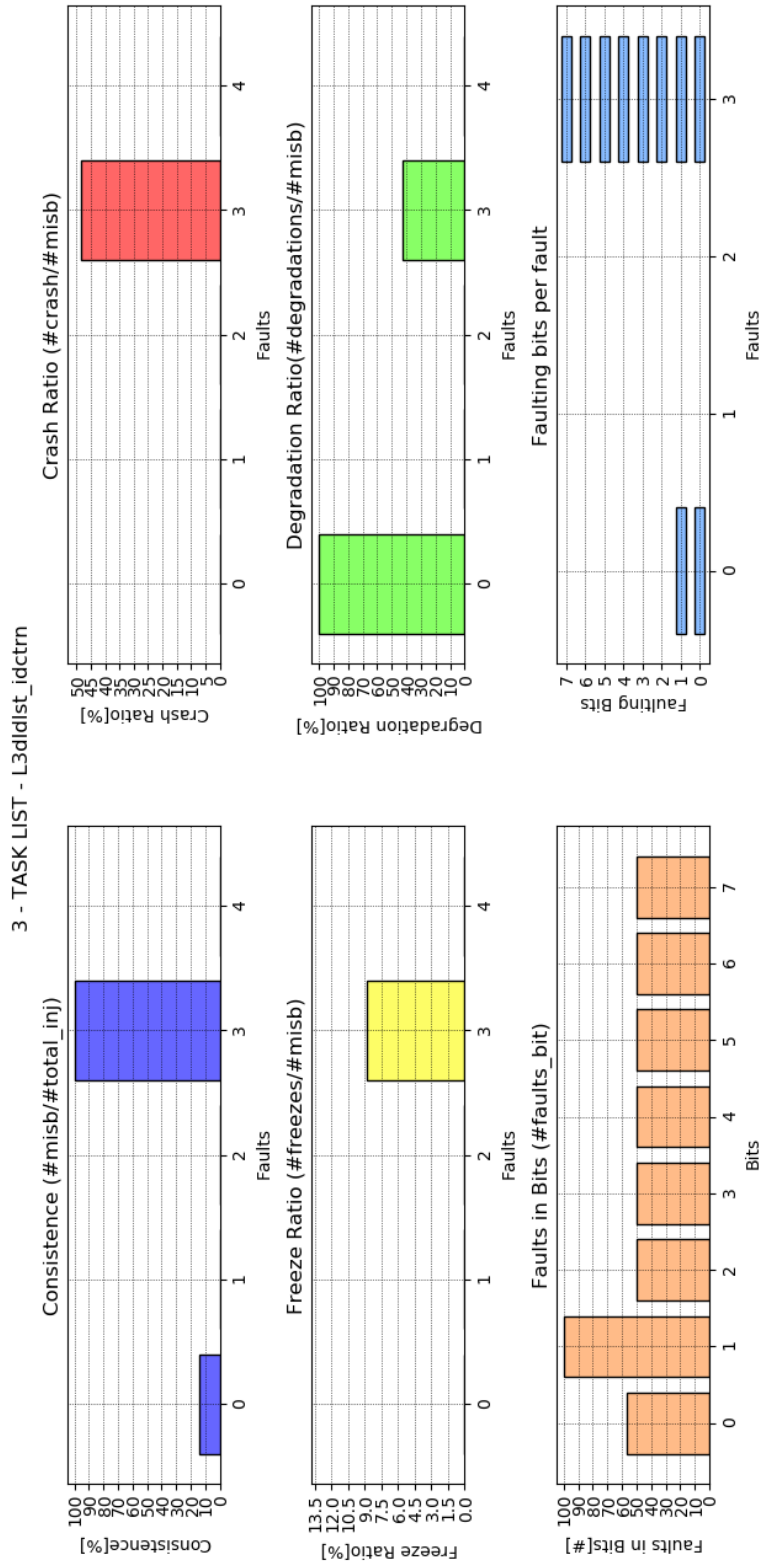 3 - TASK LIST - L3dldlst_idctrn
Consistence (#misb/#total_inj)
Consistence[%]
100
90
80
70
60
50
40
30
20
10
0
0 1 2 3 4
Faults
Crash Ratio (#crash/#misb)
Crash Ratio[%]
50
45
40
35
30
25
20
15
10
5
0
0 1 2 3 4
Faults
Freeze Ratio (#freezes/#misb)
Freeze Ratio[%]
13.5
12.0
10.5
9.0
7.5
6.0
4.5
3.0
1.5
0.0
0 1 2 3 4
Faults
Degradation Ratio(#degradations/#misb)
Degradation Ratio[%]
100
90
80
70
60
50
40
30
20
10
0
0 1 2 3 4
Faults
Faults in Bits (#faults_bit)
Faults in Bits[#]
100
90
80
70
60
50
40
30
20
10
0
0 1 2 3 4 5 6 7
Bits
Faulting bits per fault
Faulting Bits
7
6
5
4
3
2
1
0
0 1 2 3
Faults